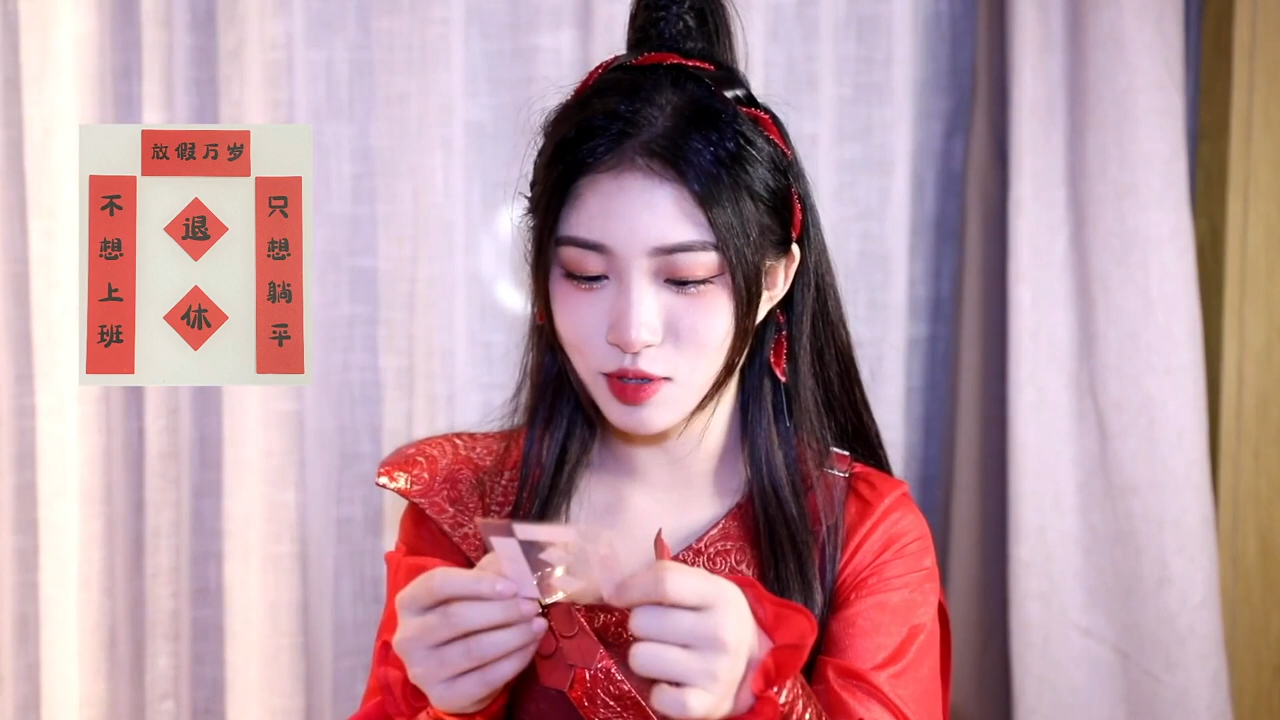 放假万岁
不想上班
只想躺平
退
休